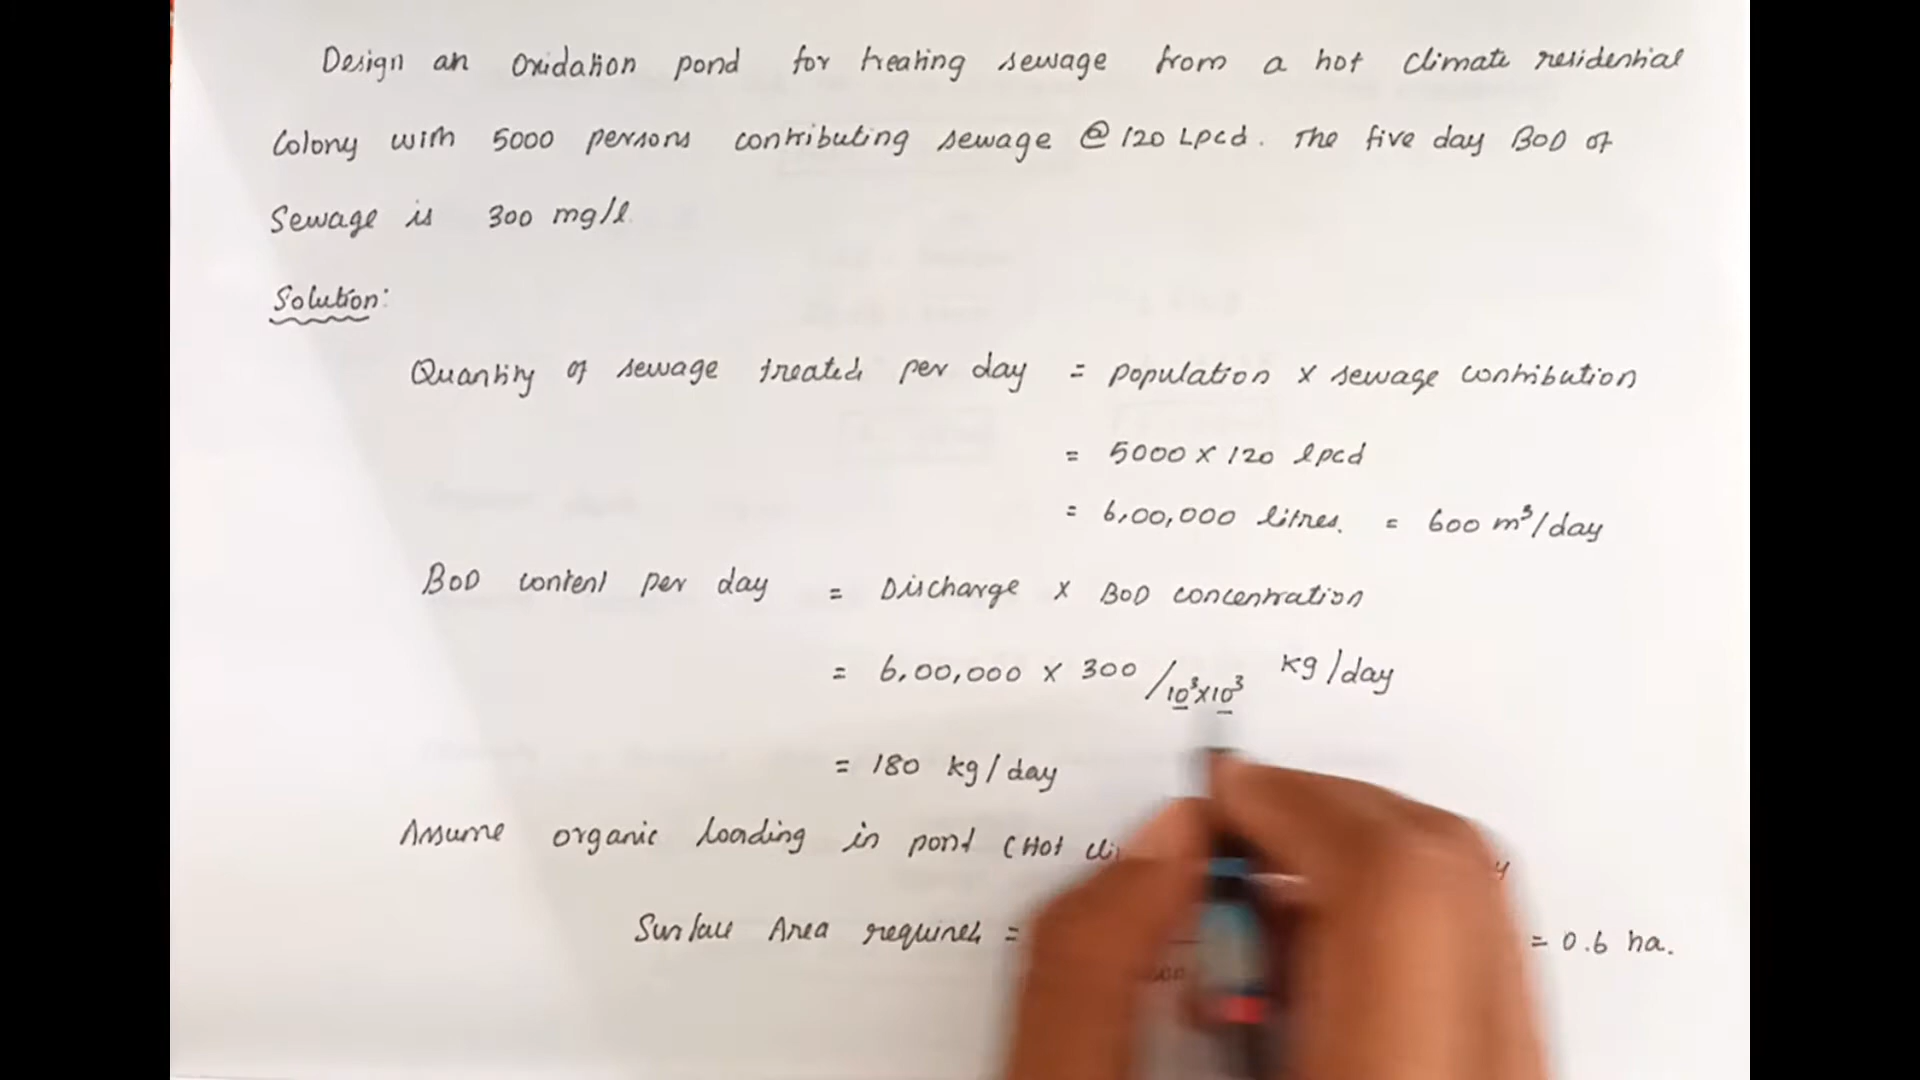 Design an Oxidation pond for treating sewage from a hot climate residential
Colony with 5000 persons contributing sewage @ 120 Lpcd. The five day BOD of
Sewage is 300 mg/l
Solution:
Quantity of sewage treated per day = population x sewage contribution
= 5000 x 120 lpcd
= 6,00,000 litres. = 600 m³/day
BOD content per day = Discharge x BOD concentration
= 6,00,000 x 300 /10³x10³ kg/day
= 180 kg/day
Assume organic loading in pond (Hot cli
Surface Area required = = 0.6 ha.